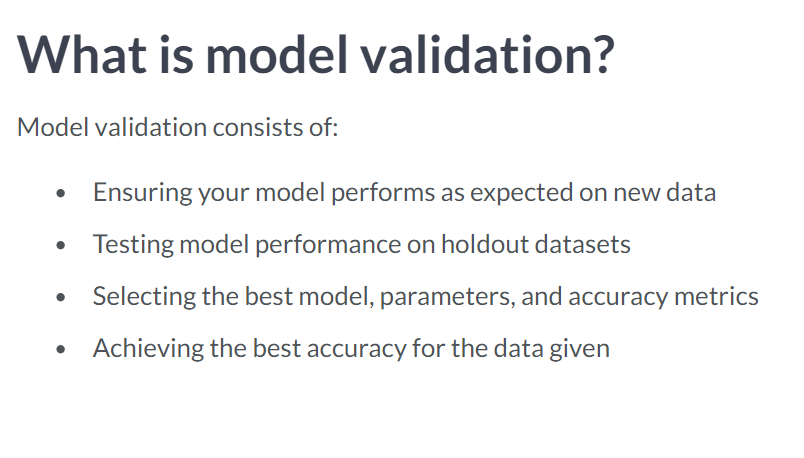 What is model validation?
Model validation consists of:
• Ensuring your model performs as expected on new data
• Testing model performance on holdout datasets
• Selecting the best model, parameters, and accuracy metrics
• Achieving the best accuracy for the data given